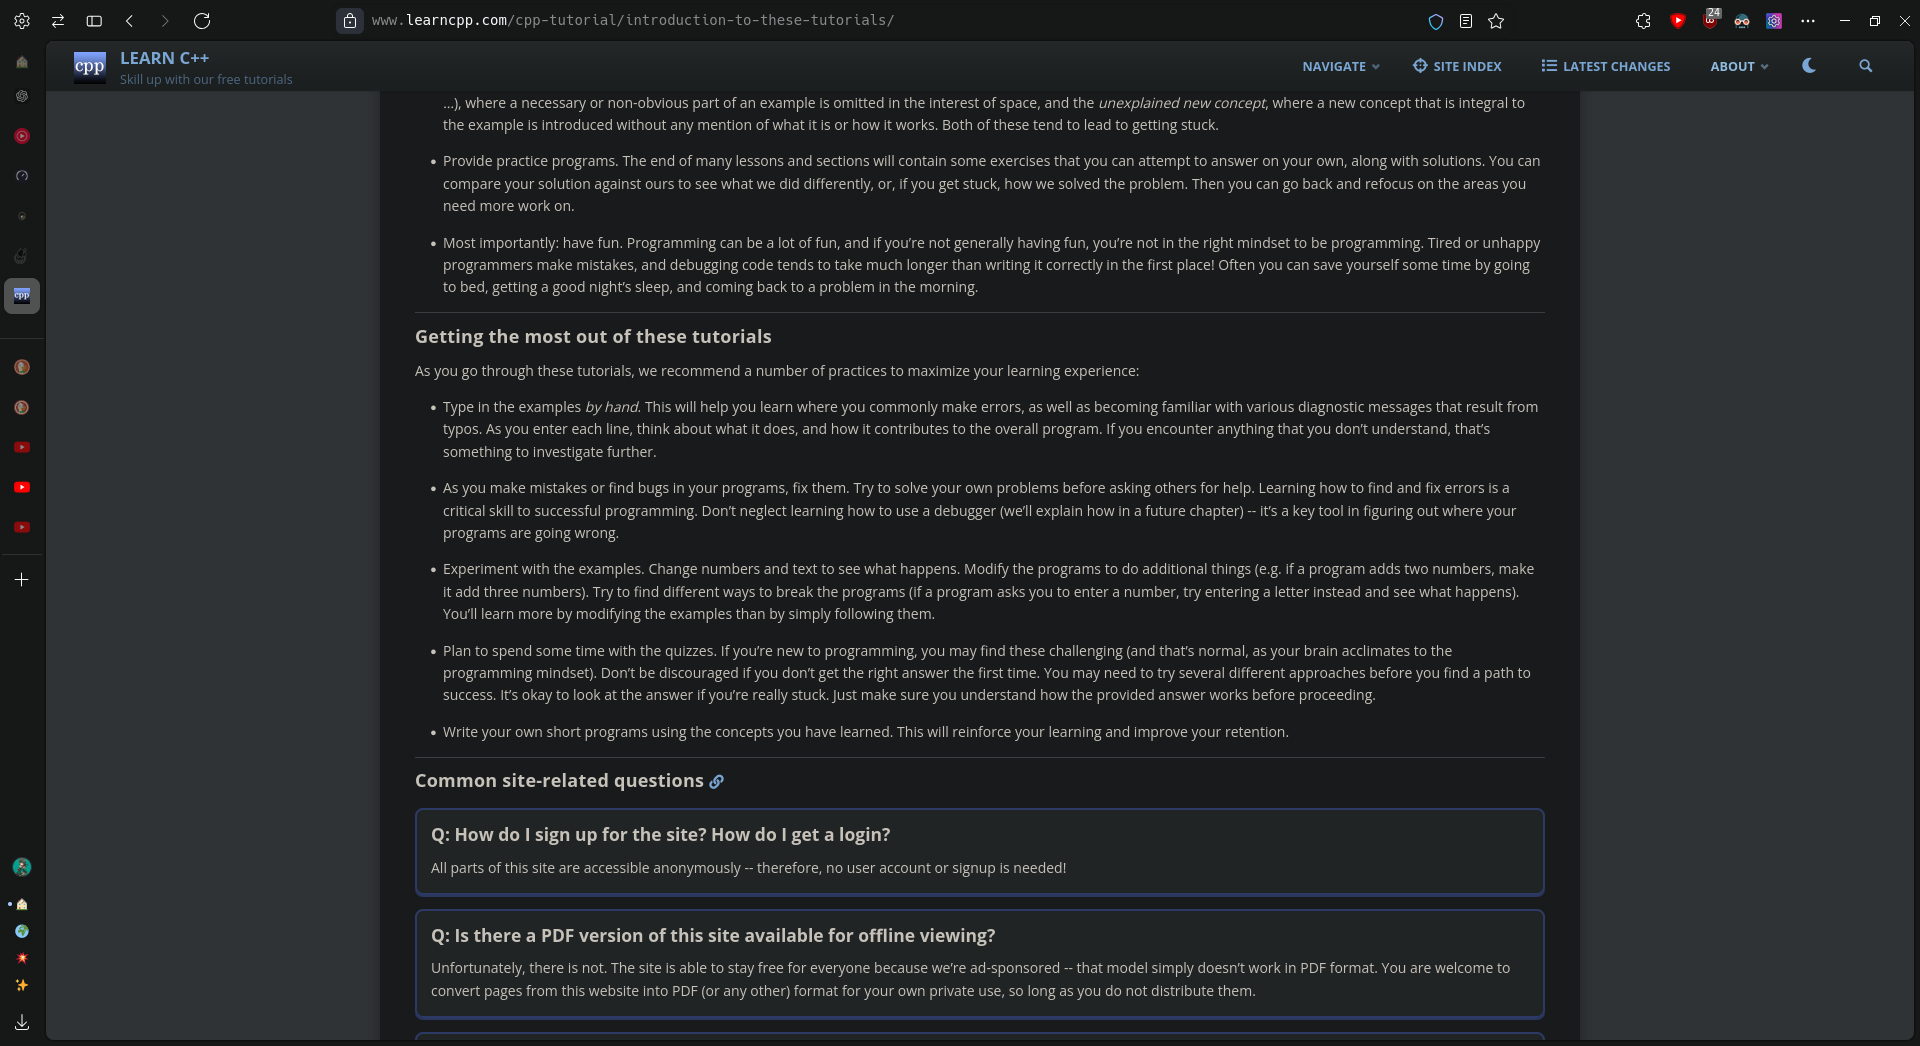 www.learncpp.com/cpp-tutorial/introduction-to-these-tutorials/
24
cpp
LEARN C++
Skill up with our free tutorials
NAVIGATE
SITE INDEX
LATEST CHANGES
ABOUT
cpp
…), where a necessary or non-obvious part of an example is omitted in the interest of space, and the unexplained new concept, where a new concept that is integral to
the example is introduced without any mention of what it is or how it works. Both of these tend to lead to getting stuck.
• Provide practice programs. The end of many lessons and sections will contain some exercises that you can attempt to answer on your own, along with solutions. You can
compare your solution against ours to see what we did differently, or, if you get stuck, how we solved the problem. Then you can go back and refocus on the areas you
need more work on.
• Most importantly: have fun. Programming can be a lot of fun, and if you’re not generally having fun, you’re not in the right mindset to be programming. Tired or unhappy
programmers make mistakes, and debugging code tends to take much longer than writing it correctly in the first place! Often you can save yourself some time by going
to bed, getting a good night’s sleep, and coming back to a problem in the morning.
Getting the most out of these tutorials
As you go through these tutorials, we recommend a number of practices to maximize your learning experience:
• Type in the examples by hand. This will help you learn where you commonly make errors, as well as becoming familiar with various diagnostic messages that result from
typos. As you enter each line, think about what it does, and how it contributes to the overall program. If you encounter anything that you don’t understand, that’s
something to investigate further.
• As you make mistakes or find bugs in your programs, fix them. Try to solve your own problems before asking others for help. Learning how to find and fix errors is a
critical skill to successful programming. Don’t neglect learning how to use a debugger (we’ll explain how in a future chapter) -- it’s a key tool in figuring out where your
programs are going wrong.
• Experiment with the examples. Change numbers and text to see what happens. Modify the programs to do additional things (e.g. if a program adds two numbers, make
it add three numbers). Try to find different ways to break the programs (if a program asks you to enter a number, try entering a letter instead and see what happens).
You’ll learn more by modifying the examples than by simply following them.
• Plan to spend some time with the quizzes. If you’re new to programming, you may find these challenging (and that’s normal, as your brain acclimates to the
programming mindset). Don’t be discouraged if you don’t get the right answer the first time. You may need to try several different approaches before you find a path to
success. It’s okay to look at the answer if you’re really stuck. Just make sure you understand how the provided answer works before proceeding.
• Write your own short programs using the concepts you have learned. This will reinforce your learning and improve your retention.
Common site-related questions
Q: How do I sign up for the site? How do I get a login?
All parts of this site are accessible anonymously -- therefore, no user account or signup is needed!
Q: Is there a PDF version of this site available for offline viewing?
Unfortunately, there is not. The site is able to stay free for everyone because we’re ad-sponsored -- that model simply doesn’t work in PDF format. You are welcome to
convert pages from this website into PDF (or any other) format for your own private use, so long as you do not distribute them.